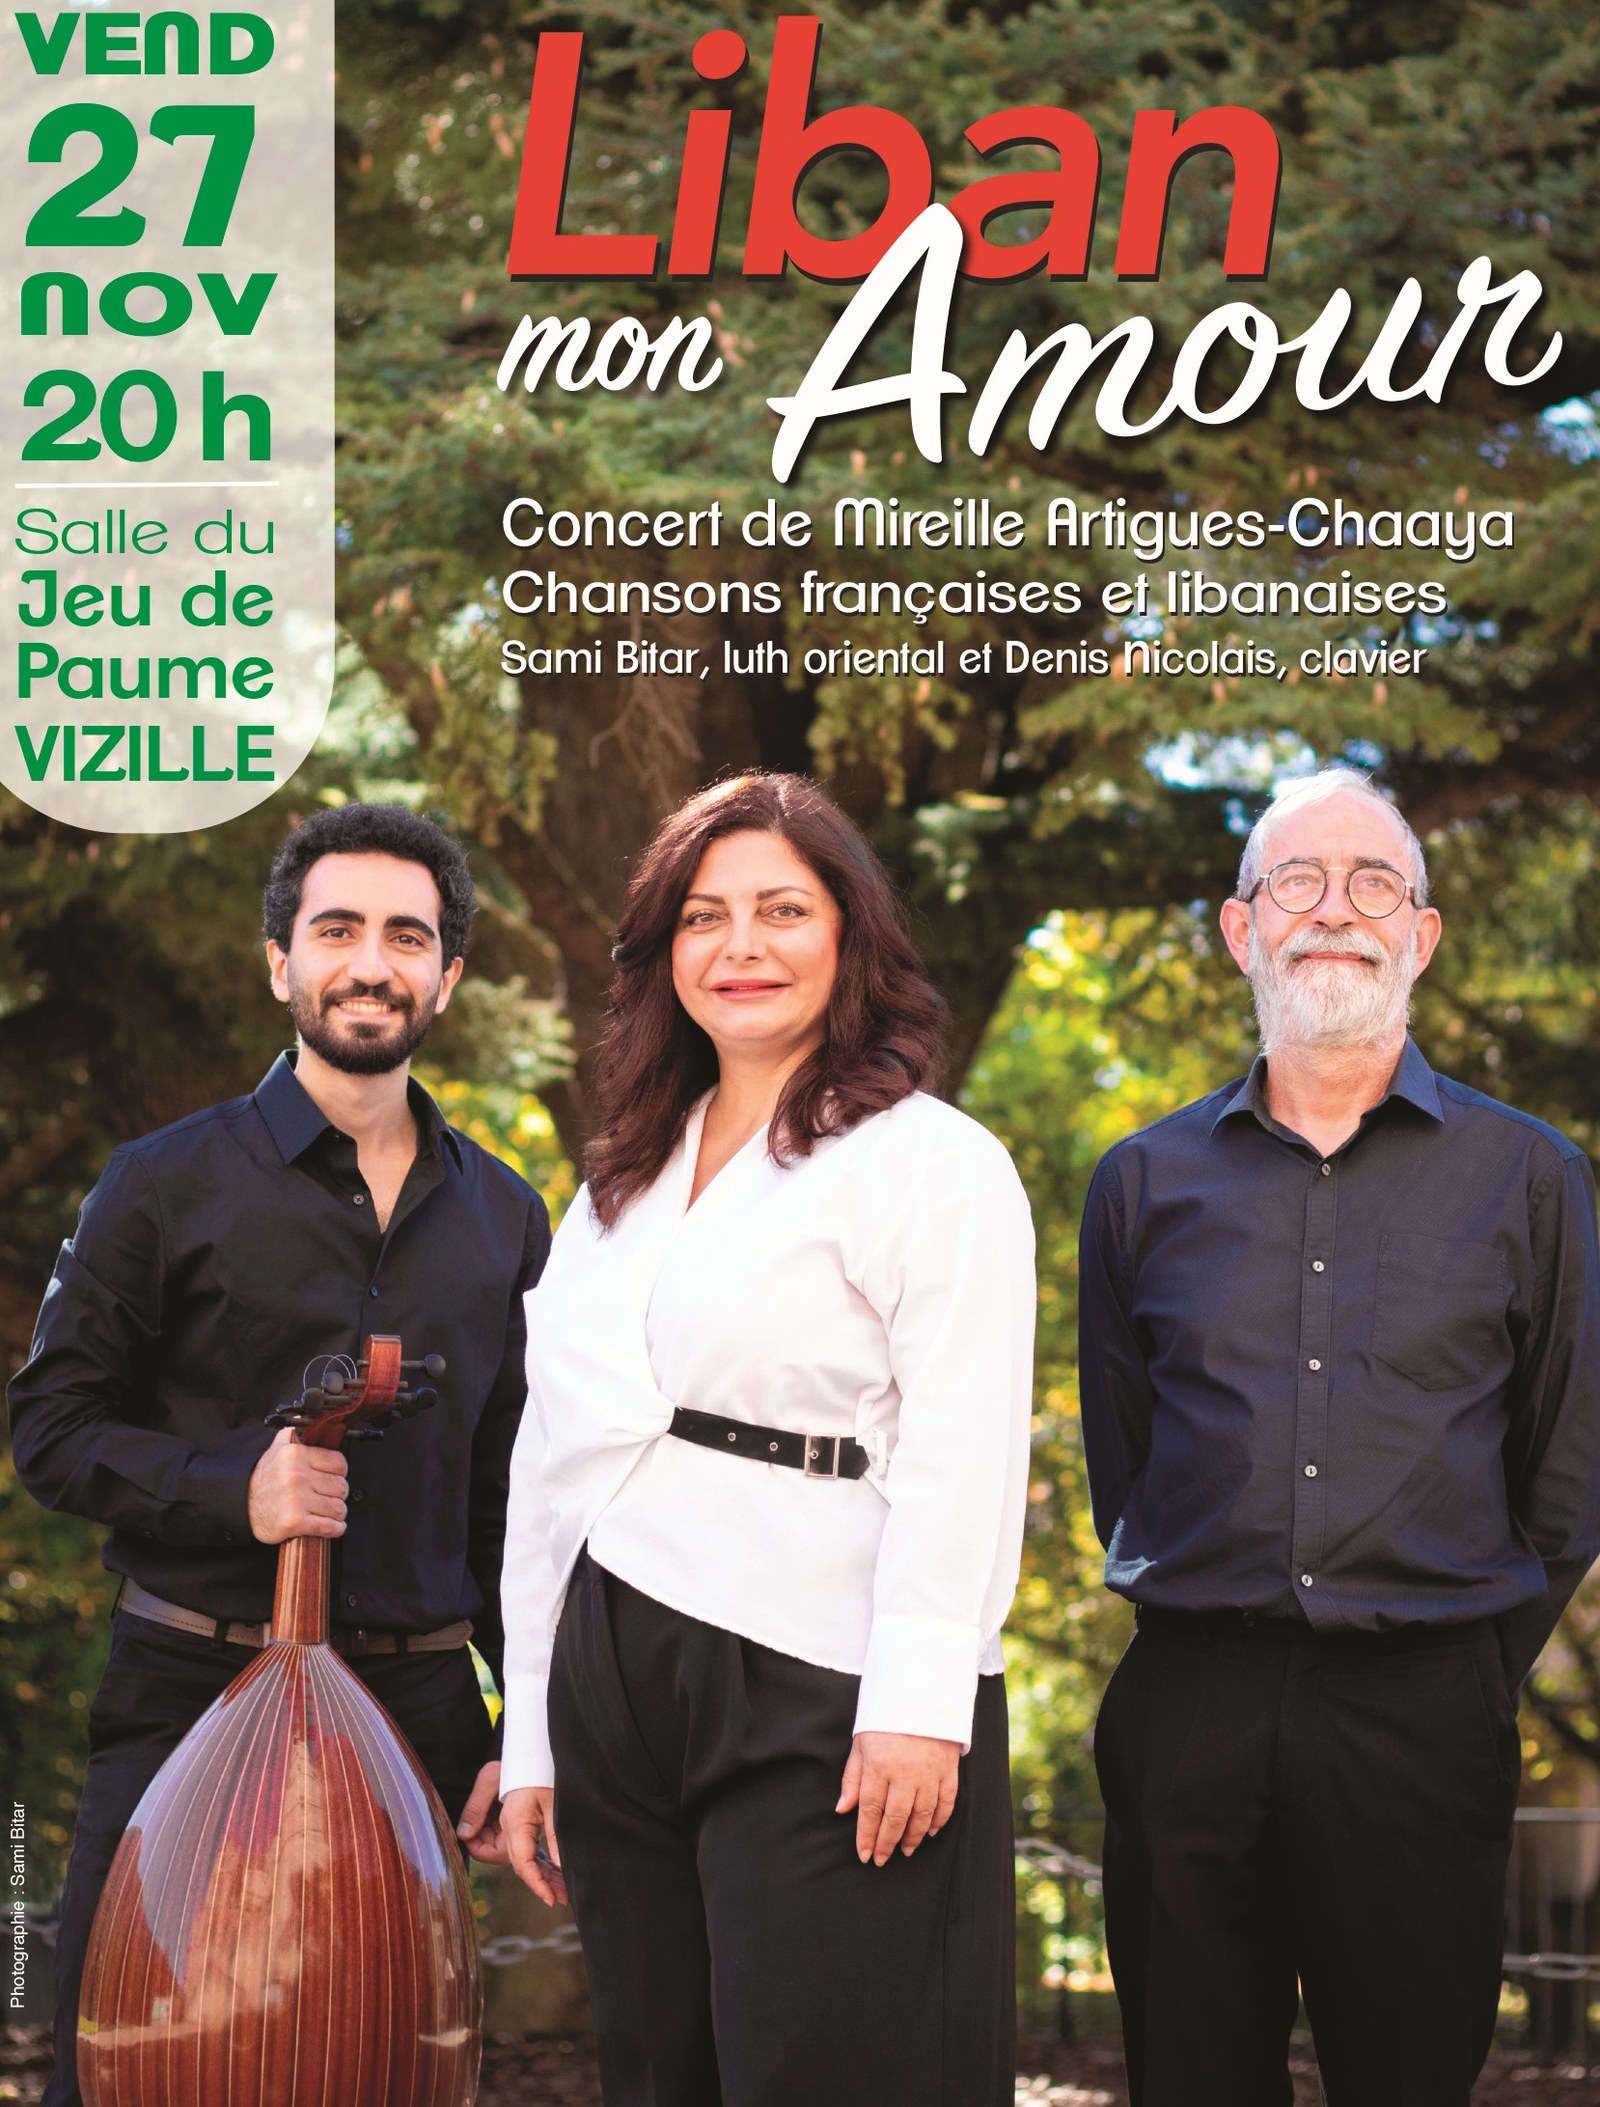 VEND
27
nov
20 h
Salle du
Jeu de
Paume
VIZILLE
Liban
mon Amour
Concert de Mireille Artigues-Chaaya
Chansons françaises et libanaises
Sami Bitar, luth oriental et Denis Nicolais, clavier
Photographie : Sami Bitar